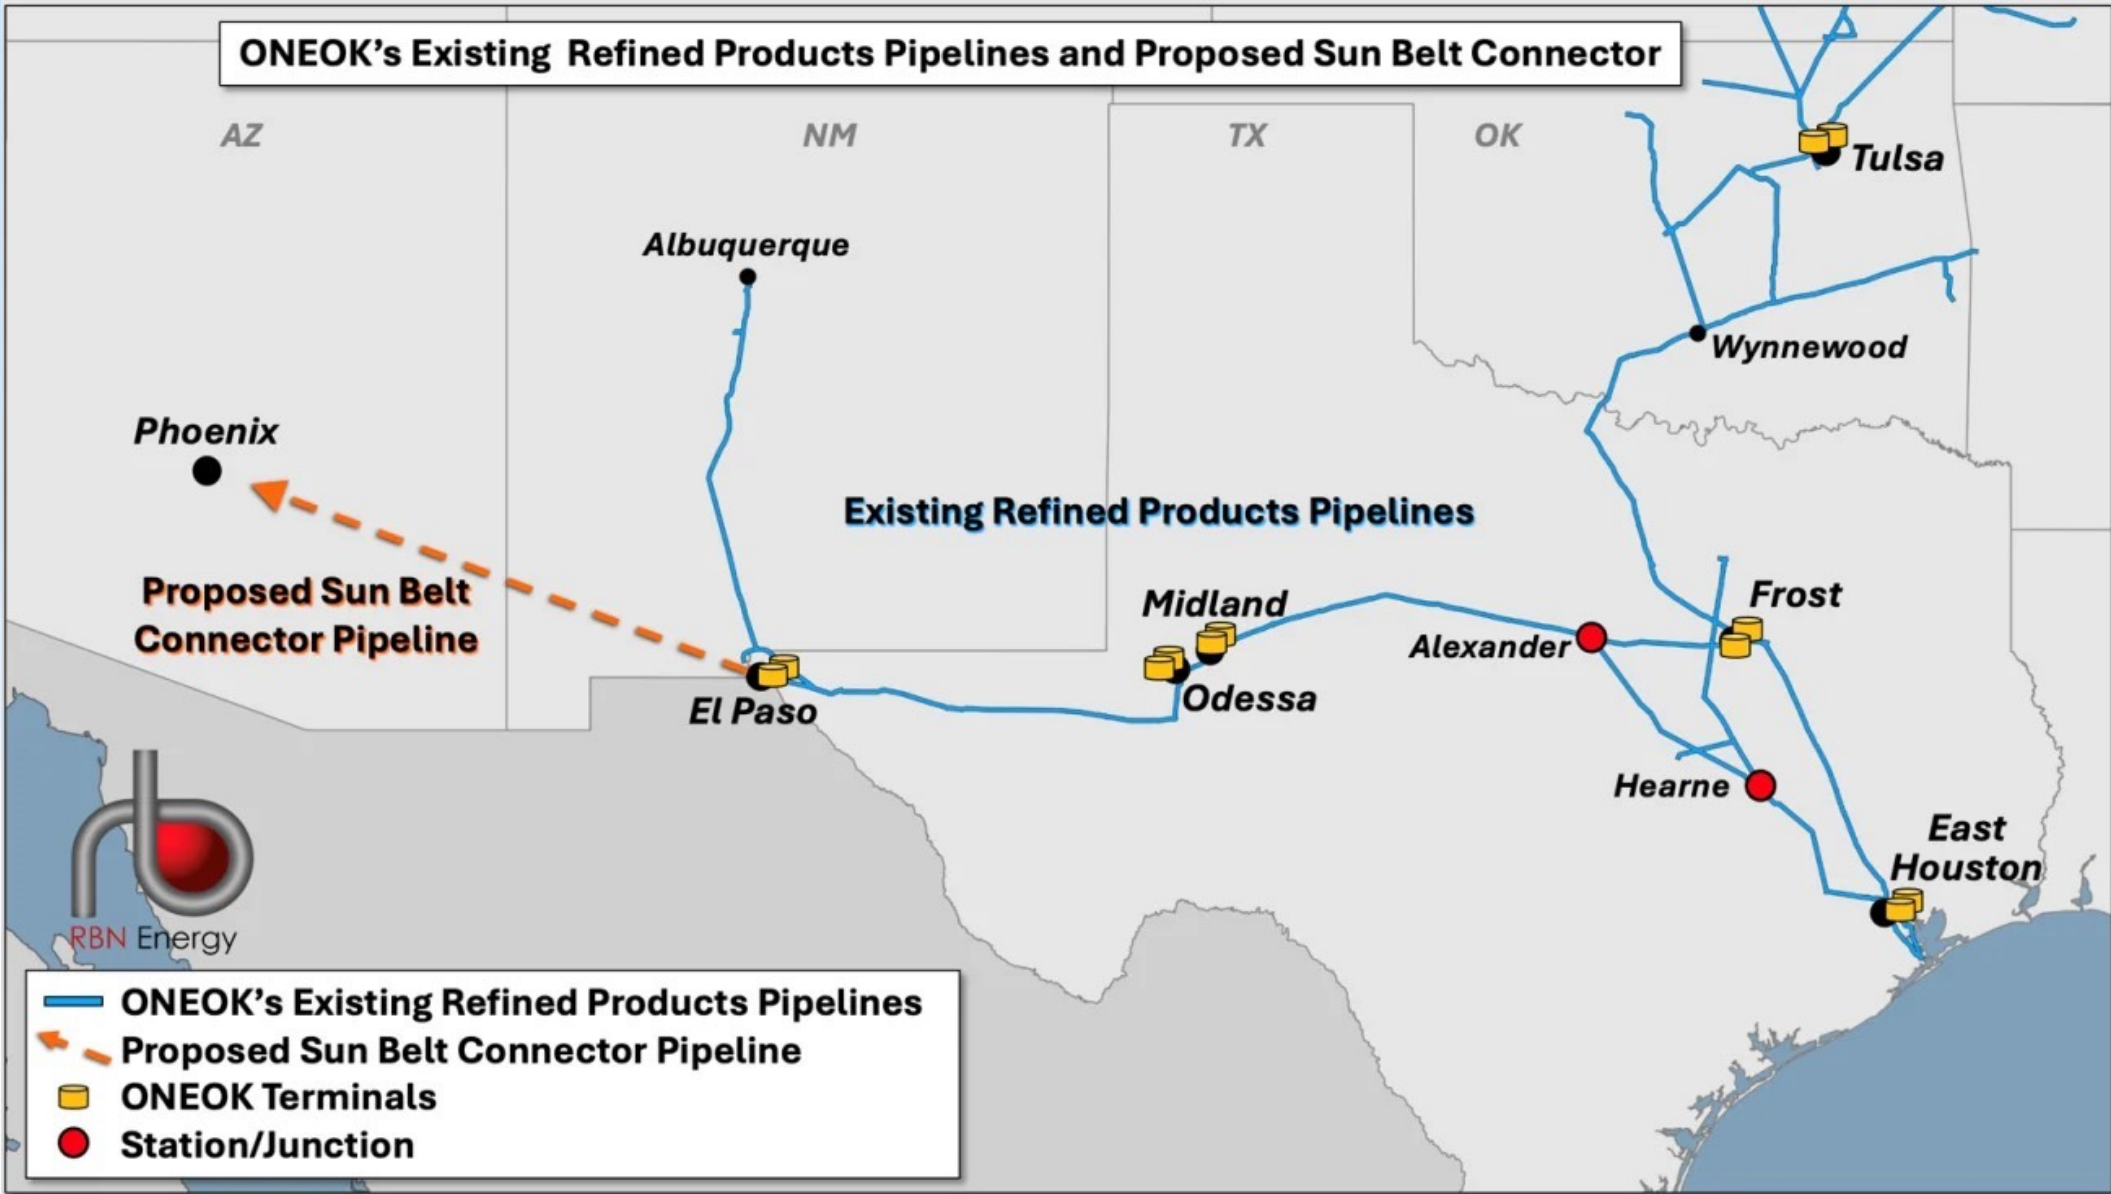 ONEOK's Existing Refined Products Pipelines and Proposed Sun Belt Connector
AZ
NM
TX
OK
Tulsa
Albuquerque
Wynnewood
Phoenix
Existing Refined Products Pipelines
Proposed Sun Belt
Connector Pipeline
Midland
Frost
Alexander
El Paso
Odessa
Hearne
East
Houston
RBN Energy
ONEOK's Existing Refined Products Pipelines
Proposed Sun Belt Connector Pipeline
ONEOK Terminals
Station/Junction